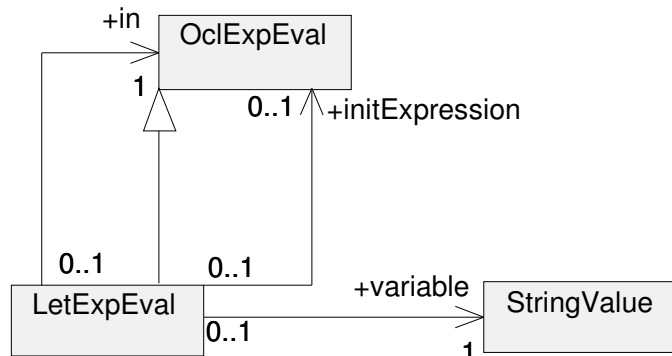 +in
OclExpEval
1
0..1
+initExpression
0..1
0..1
LetExpEval
0..1
+variable
1
StringValue